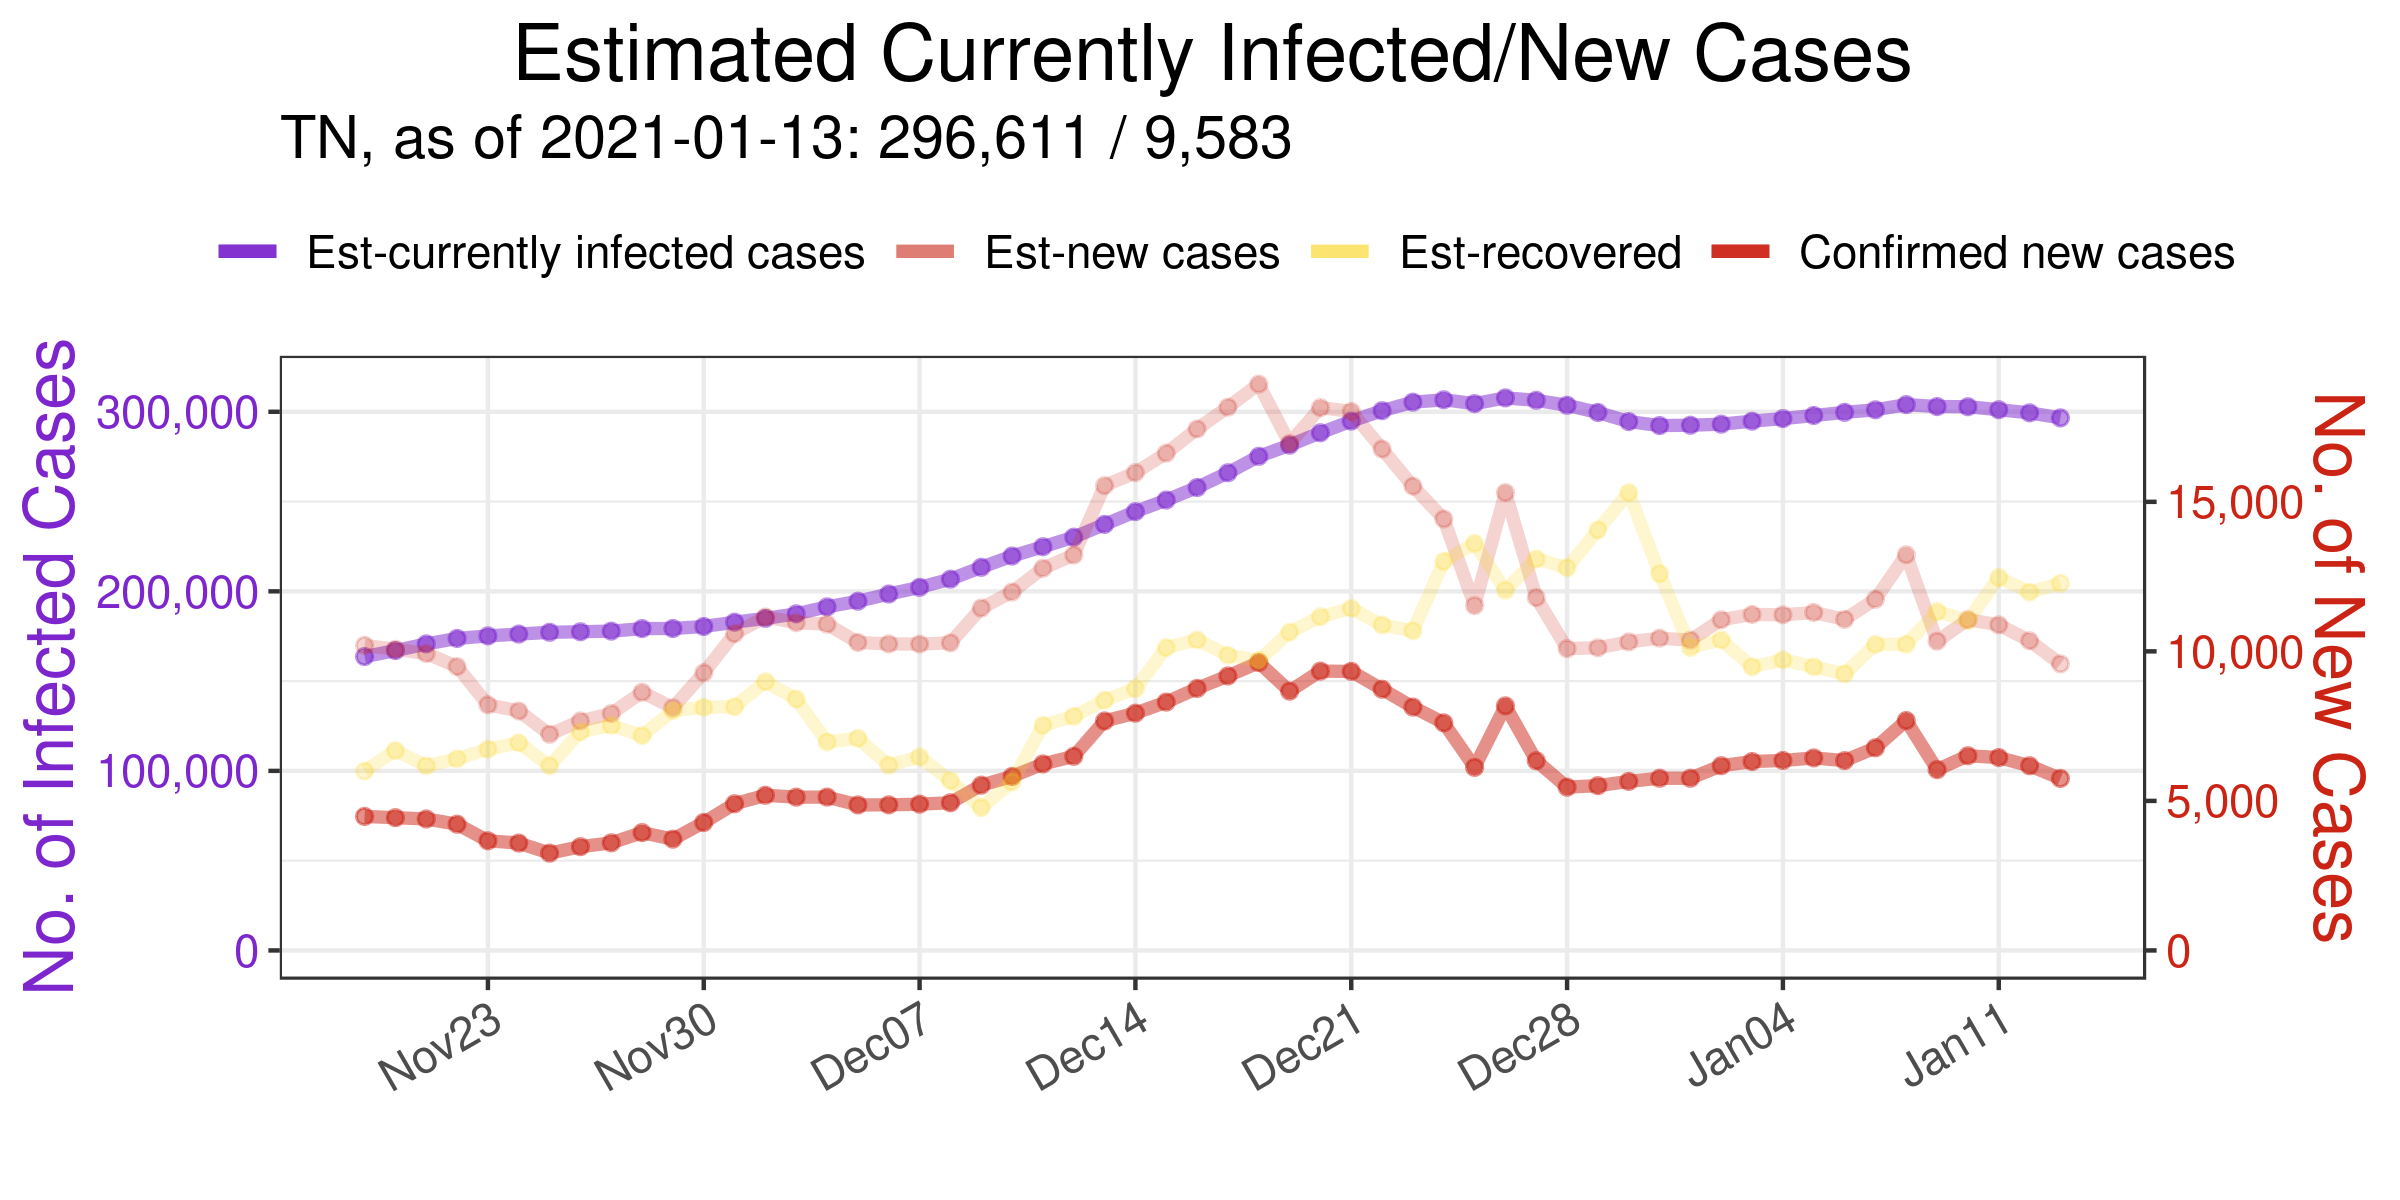 Estimated Currently Infected/New Cases
TN, as of 2021-01-13: 296,611 / 9,583
Est-currently infected cases Est-new cases Est-recovered Confirmed new cases
No. of Infected Cases
300,000
200,000
100,000
0
15,000
10,000
5,000
0
No. of New Cases
Nov23 Nov30 Dec07 Dec14 Dec21 Dec28 Jan04 Jan11